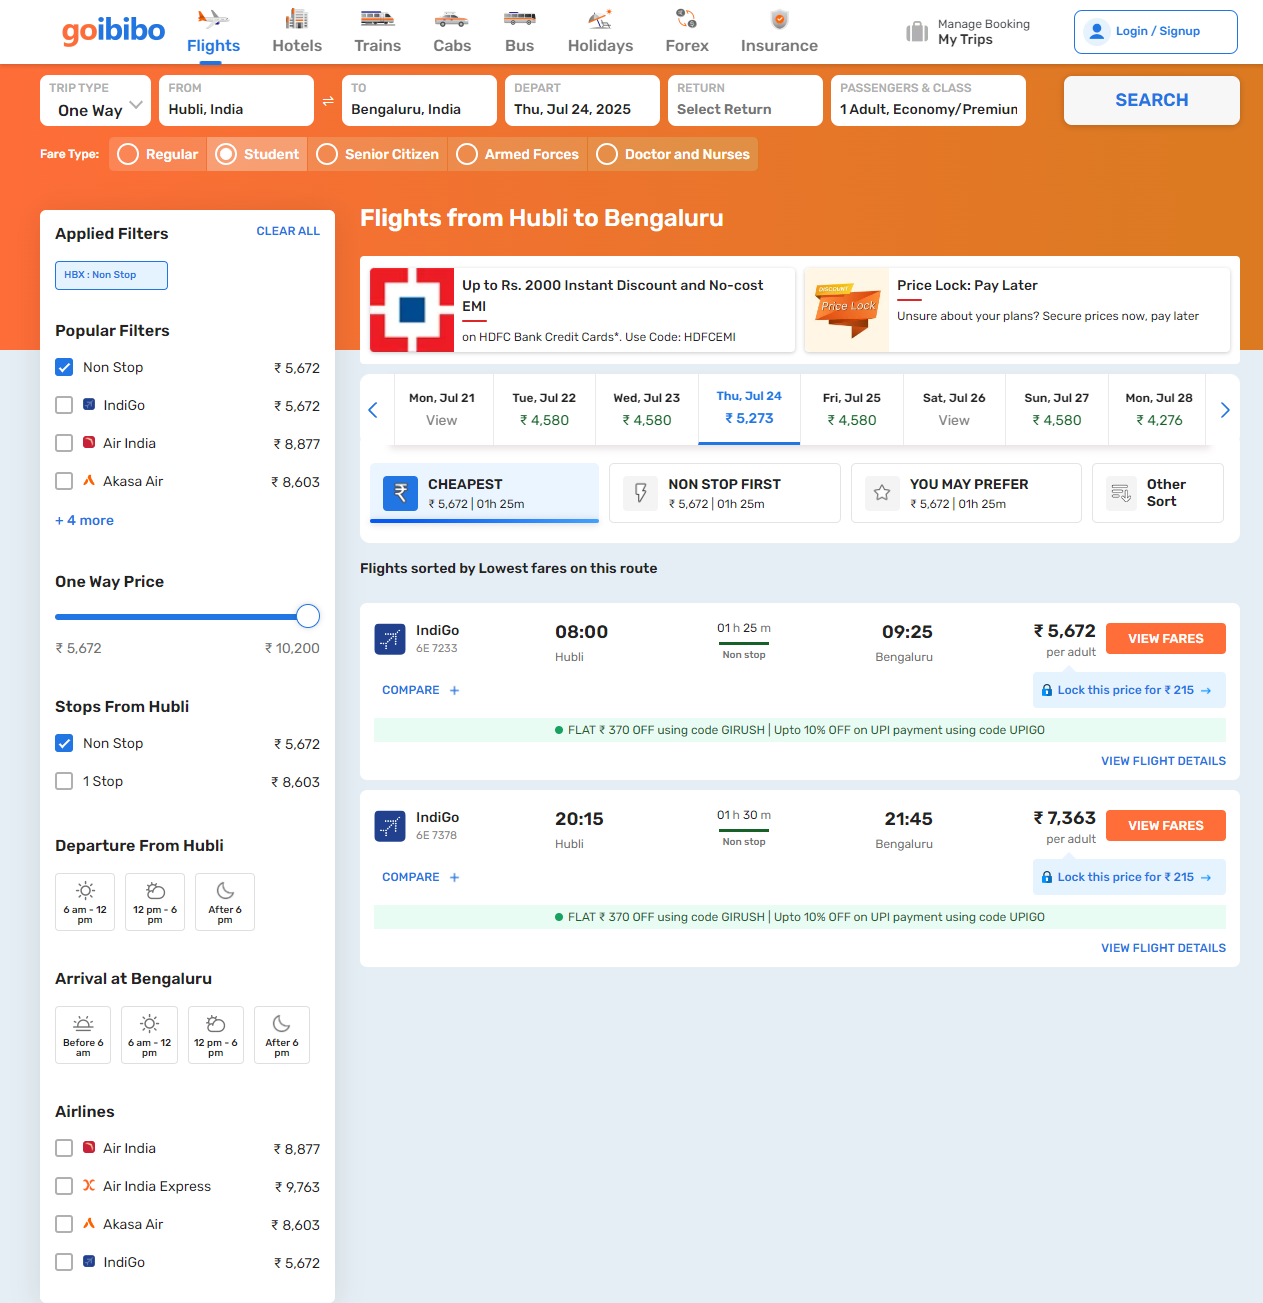 goibibo
Flights
Hotels
Trains
Cabs
Bus
Holidays
Forex
Insurance
Manage Booking
My Trips
Login / Signup
TRIP TYPE
One Way
FROM
Hubli, India
TO
Bengaluru, India
DEPART
Thu, Jul 24, 2025
RETURN
Select Return
PASSENGERS & CLASS
1 Adult, Economy/Premiun
SEARCH
Fare Type:
Regular
Student
Senior Citizen
Armed Forces
Doctor and Nurses
Applied Filters
CLEAR ALL
HBX : Non Stop
Popular Filters
Non Stop ₹ 5,672
IndiGo ₹ 5,672
Air India ₹ 8,877
Akasa Air ₹ 8,603
+ 4 more
One Way Price
₹ 5,672 ₹ 10,200
Stops From Hubli
Non Stop ₹ 5,672
1 Stop ₹ 8,603
Departure From Hubli
6 am - 12 pm
12 pm - 6 pm
After 6 pm
Arrival at Bengaluru
Before 6 am
6 am - 12 pm
12 pm - 6 pm
After 6 pm
Airlines
Air India ₹ 8,877
Air India Express ₹ 9,763
Akasa Air ₹ 8,603
IndiGo ₹ 5,672
Flights from Hubli to Bengaluru
Up to Rs. 2000 Instant Discount and No-cost
EMI
on HDFC Bank Credit Cards*. Use Code: HDFCEMI
DISCOUNT
Price Lock
Price Lock: Pay Later
Unsure about your plans? Secure prices now, pay later
Mon, Jul 21
View
Tue, Jul 22
₹ 4,580
Wed, Jul 23
₹ 4,580
Thu, Jul 24
₹ 5,273
Fri, Jul 25
₹ 4,580
Sat, Jul 26
View
Sun, Jul 27
₹ 4,580
Mon, Jul 28
₹ 4,276
CHEAPEST
₹ 5,672 | 01h 25m
NON STOP FIRST
₹ 5,672 | 01h 25m
YOU MAY PREFER
₹ 5,672 | 01h 25m
Other
Sort
Flights sorted by Lowest fares on this route
IndiGo
6E 7233
08:00
Hubli
01 h 25 m
Non stop
09:25
Bengaluru
₹ 5,672
per adult
VIEW FARES
COMPARE +
Lock this price for ₹ 215 →
FLAT ₹ 370 OFF using code GIRUSH | Upto 10% OFF on UPI payment using code UPIGO
VIEW FLIGHT DETAILS
IndiGo
6E 7378
20:15
Hubli
01 h 30 m
Non stop
21:45
Bengaluru
₹ 7,363
per adult
VIEW FARES
COMPARE +
Lock this price for ₹ 215 →
FLAT ₹ 370 OFF using code GIRUSH | Upto 10% OFF on UPI payment using code UPIGO
VIEW FLIGHT DETAILS